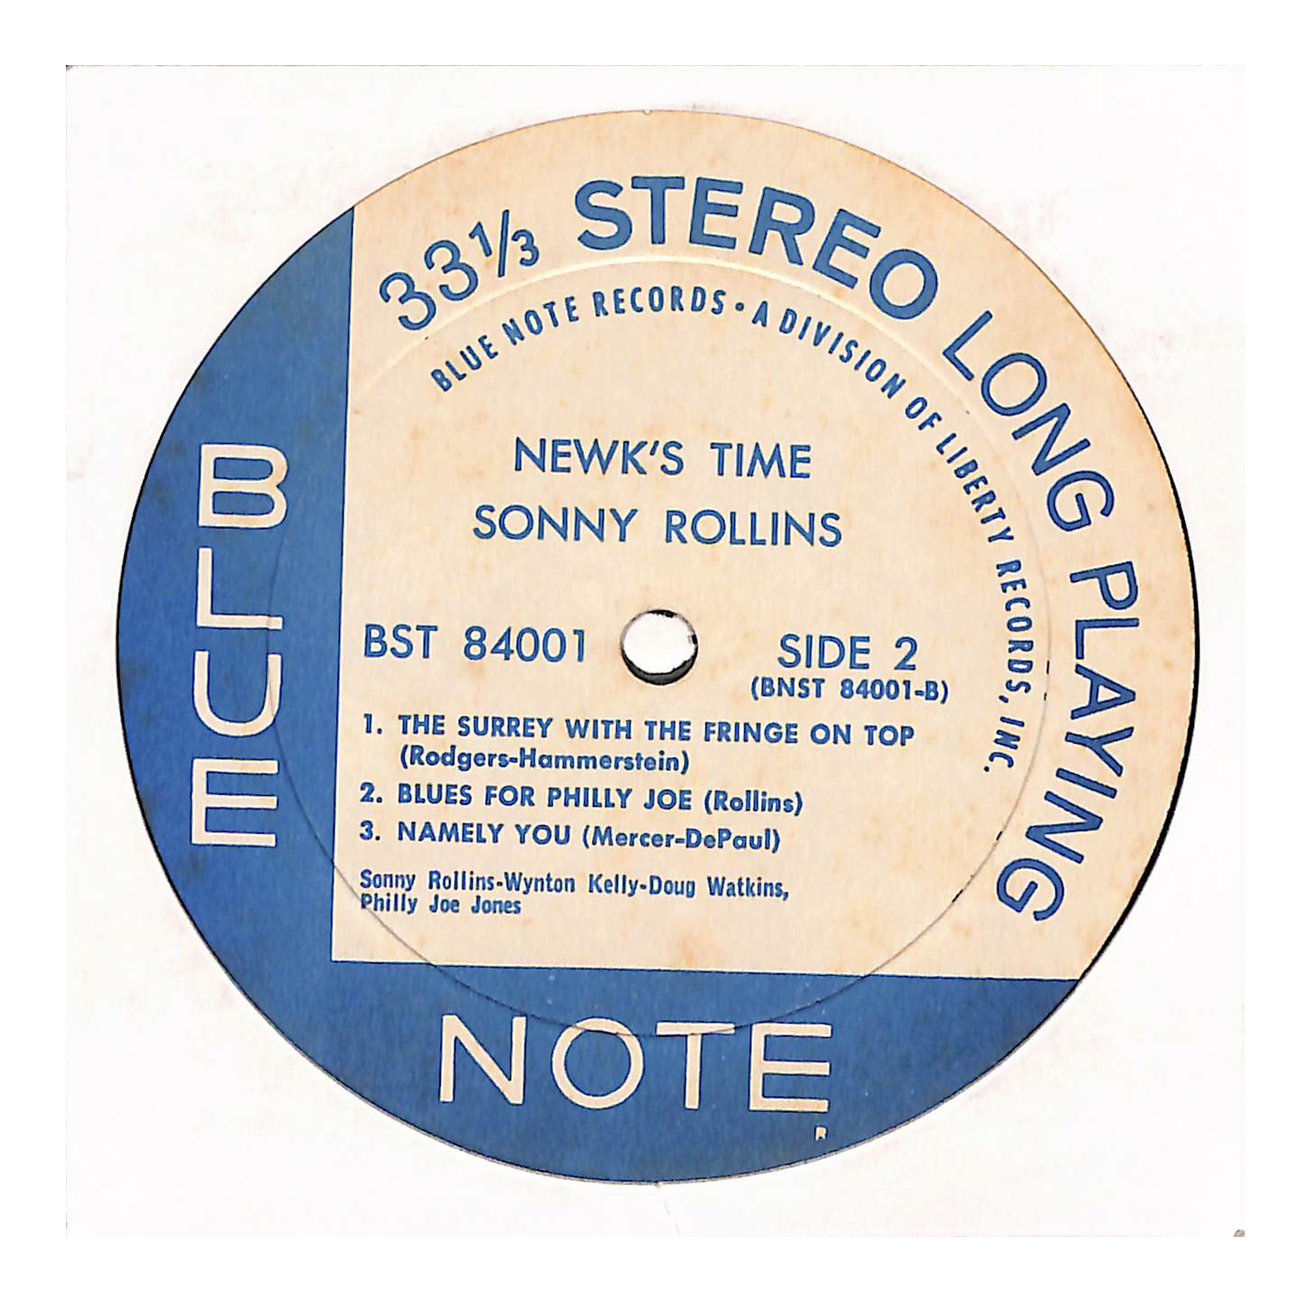 33⅓ STEREO LONG PLAYING
BLUE NOTE RECORDS • A DIVISION OF LIBERTY RECORDS, INC.
NEWK'S TIME
SONNY ROLLINS
BST 84001
SIDE 2
(BNST 84001-B)
1. THE SURREY WITH THE FRINGE ON TOP
(Rodgers-Hammerstein)
2. BLUES FOR PHILLY JOE (Rollins)
3. NAMELY YOU (Mercer-DePaul)
Sonny Rollins-Wynton Kelly-Doug Watkins,
Philly Joe Jones
BLUE
NOTE
R